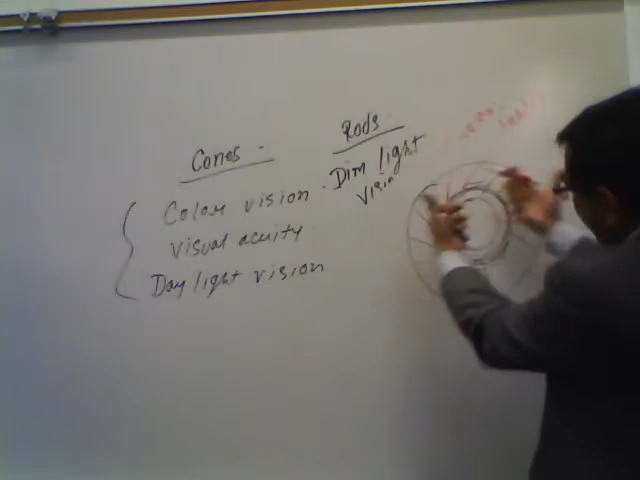 Cones
Color vision
Visual acuity
Day light vision
Rods
Dim light
Vision